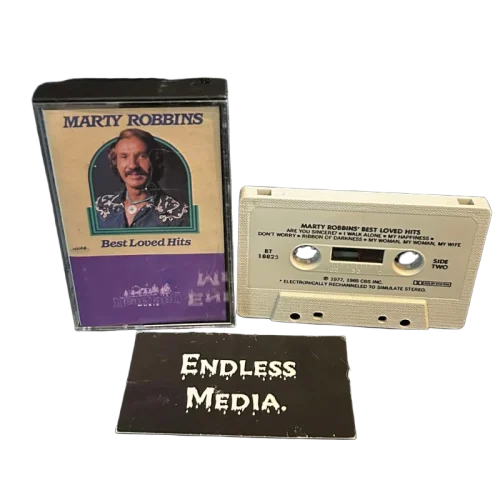 MARTY ROBBINS
Best Loved Hits
MARTY ROBBINS' BEST LOVED HITS
ARE YOU SINCERE? • I WALK ALONE • MY HAPPINESS •
DON'T WORRY • RIBBON OF DARKNESS • MY WOMAN, MY WOMAN, MY WIFE
BT
18823
SIDE
TWO
℗ 1977, 1980 CBS INC.
* ELECTRONICALLY RECHANNELED TO SIMULATE STEREO.
ENDLESS
MEDIA.